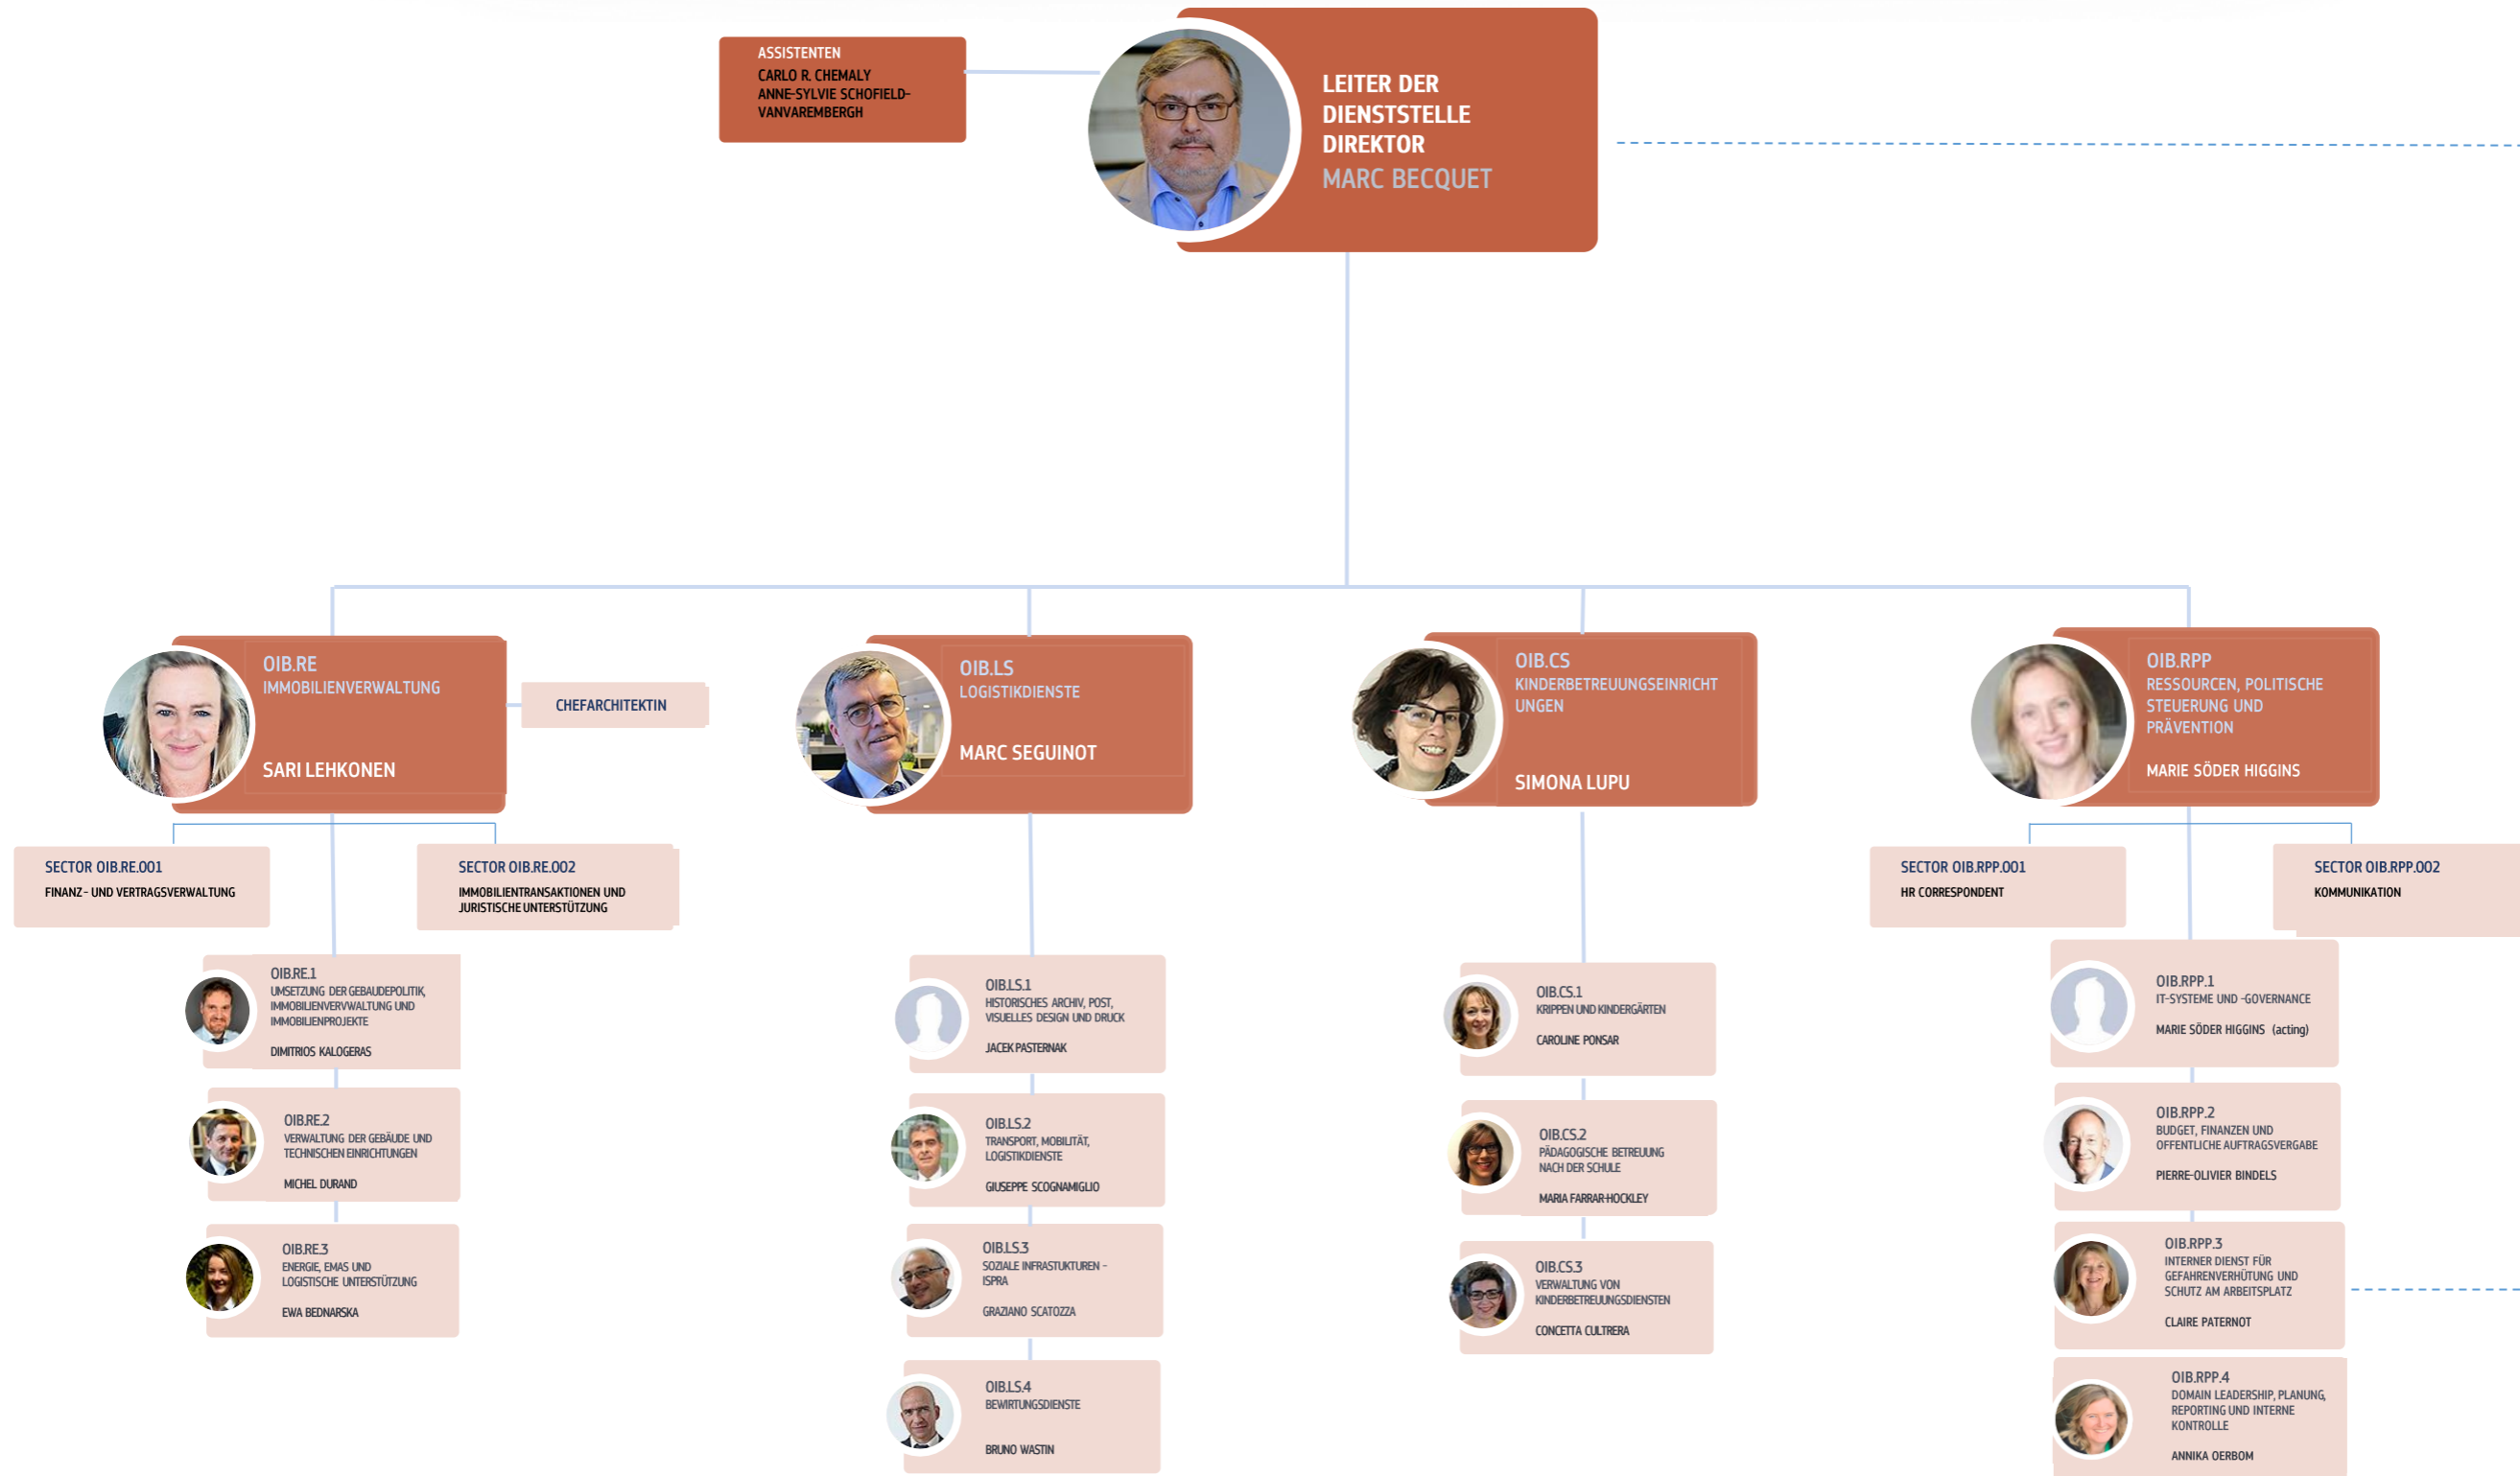 ASSISTENTEN
CARLO R. CHEMALY
ANNE-SYLVIE SCHOFIELD-
VANVAREMBERGH
LEITER DER
DIENSTSTELLE
DIREKTOR
MARC BECQUET
OIB.RE
IMMOBILIENVERWALTUNG
SARI LEHKONEN
CHEFARCHITEKTIN
OIB.LS
LOGISTIKDIENSTE
MARC SEGUINOT
OIB.CS
KINDERBETREUUNGSEINRICHT
UNGEN
SIMONA LUPU
OIB.RPP
RESSOURCEN, POLITISCHE
STEUERUNG UND
PRÄVENTION
MARIE SÖDER HIGGINS
SECTOR OIB.RE.001
FINANZ- UND VERTRAGSVERWALTUNG
SECTOR OIB.RE.002
IMMOBILIENTRANSAKTIONEN UND
JURISTISCHE UNTERSTÜTZUNG
SECTOR OIB.RPP.001
HR CORRESPONDENT
SECTOR OIB.RPP.002
KOMMUNIKATION
OIB.RE.1
UMSETZUNG DER GEBAUDEPOLITIK,
IMMOBILIENVERVWALTUNG UND
IMMOBILIENPROJEKTE
DIMITRIOS KALOGERAS
OIB.RE.2
VERWALTUNG DER GEBÄUDE UND
TECHNISCHEN EINRICHTUNGEN
MICHEL DURAND
OIB.RE.3
ENERGIE, EMAS UND
LOGISTISCHE UNTERSTÜTZUNG
EWA BEDNARSKA
OIB.LS.1
HISTORISCHES ARCHIV, POST,
VISUELLES DESIGN UND DRUCK
JACEK PASTERNAK
OIB.LS.2
TRANSPORT, MOBILITÄT,
LOGISTIKDIENSTE
GIUSEPPE SCOGNAMIGLIO
OIB.LS.3
SOZIALE INFRASTUKTUREN –
ISPRA
GRAZIANO SCATOZZA
OIB.LS.4
BEWIRTUNGSDIENSTE
BRUNO WASTIN
OIB.CS.1
KRIPPEN UND KINDERGÄRTEN
CAROLINE PONSAR
OIB.CS.2
PÄDAGOGISCHE BETREUUNG
NACH DER SCHULE
MARIA FARRAR-HOCKLEY
OIB.CS.3
VERWALTUNG VON
KINDERBETREUUNGSDIENSTEN
CONCETTA CULTRERA
OIB.RPP.1
IT-SYSTEME UND -GOVERNANCE
MARIE SÖDER HIGGINS (acting)
OIB.RPP.2
BUDGET, FINANZEN UND
OFFENTLICHE AUFTRAGSVERGABE
PIERRE-OLIVIER BINDELS
OIB.RPP.3
INTERNER DIENST FÜR
GEFAHRENVERHÜTUNG UND
SCHUTZ AM ARBEITSPLATZ
CLAIRE PATERNOT
OIB.RPP.4
DOMAIN LEADERSHIP, PLANUNG,
REPORTING UND INTERNE
KONTROLLE
ANNIKA OERBOM